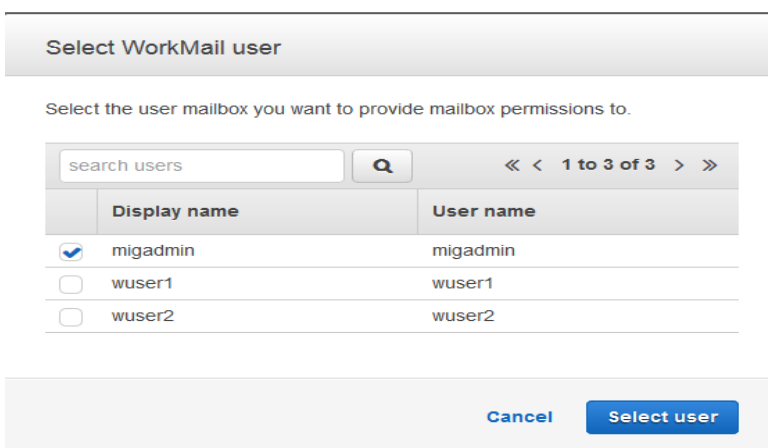 Select WorkMail user
Select the user mailbox you want to provide mailbox permissions to.
search users « < 1 to 3 of 3 > »
Display name User name
migadmin migadmin
wuser1 wuser1
wuser2 wuser2
Cancel Select user